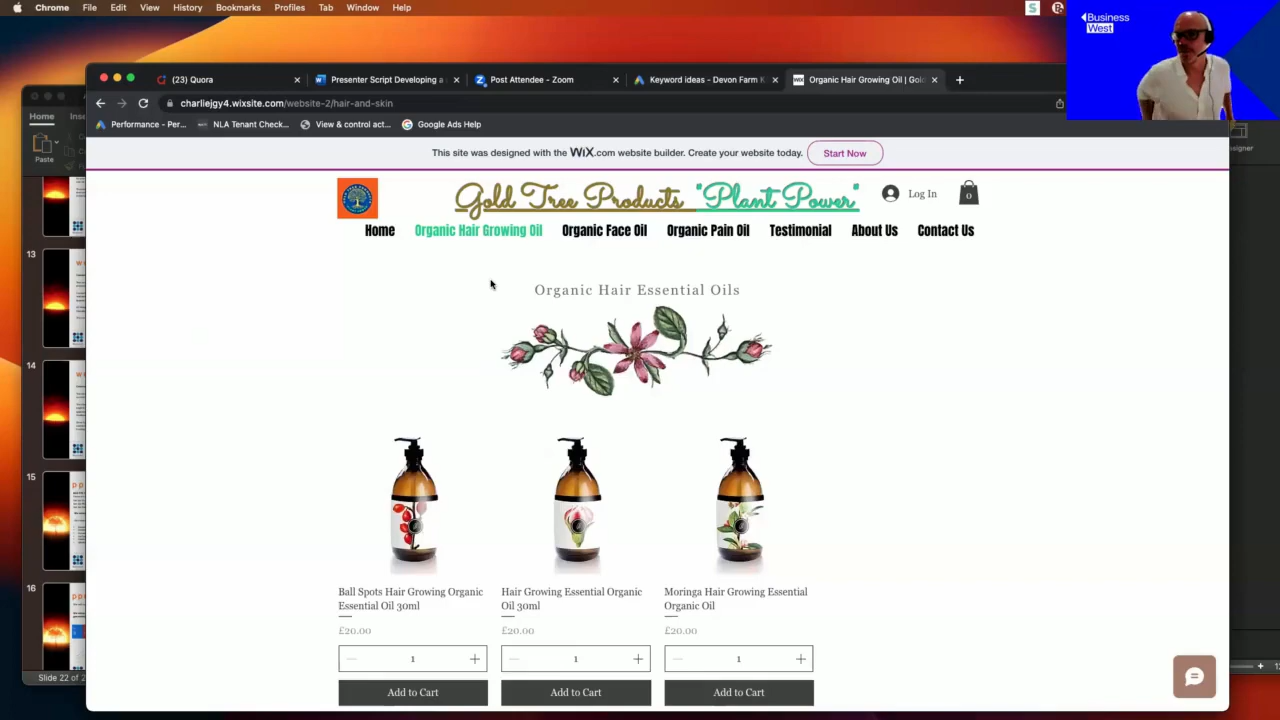 Chrome File Edit View History Bookmarks Profiles Tab Window Help
Business
West
(23) Quora
Presenter Script Developing a
Post Attendee - Zoom
Keyword ideas - Devon Farm K
Organic Hair Growing Oil | Gol
charliejgy4.wixsite.com/website-2/hair-and-skin
Performance - Per...
NLA Tenant Check...
View & control act...
Google Ads Help
Home
Paste
This site was designed with the WiX.com website builder. Create your website today.
Start Now
Gold Tree Products "Plant Power"
Log In
0
Home Organic Hair Growing Oil Organic Face Oil Organic Pain Oil Testimonial About Us Contact Us
Organic Hair Essential Oils
13
14
15
16
Ball Spots Hair Growing Organic
Essential Oil 30ml
£20.00
1
Add to Cart
Hair Growing Essential Organic
Oil 30ml
£20.00
1
Add to Cart
Moringa Hair Growing Essential
Organic Oil
£20.00
1
Add to Cart
Slide 22 of 2